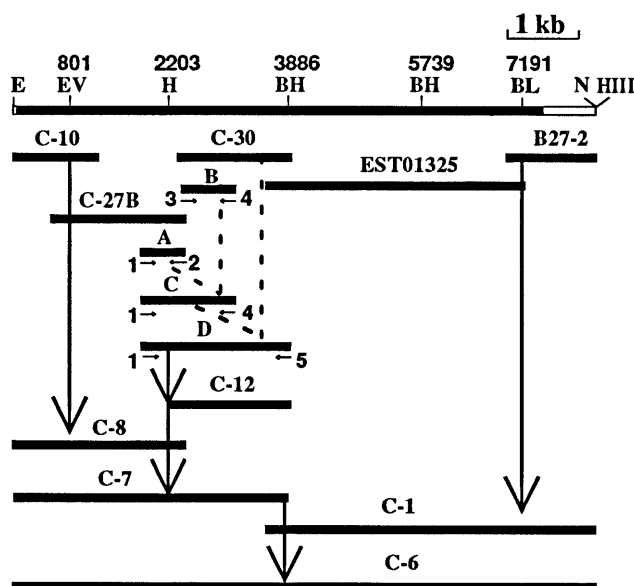 1 kb
801 2203 3886 5739 7191
E EV H BH BH BL N HIII
C-10 C-30 B27-2
B EST01325
3 4
C-27B
A
1 2
C
1 4
D
1 5
C-12
C-8
C-7
C-1
C-6